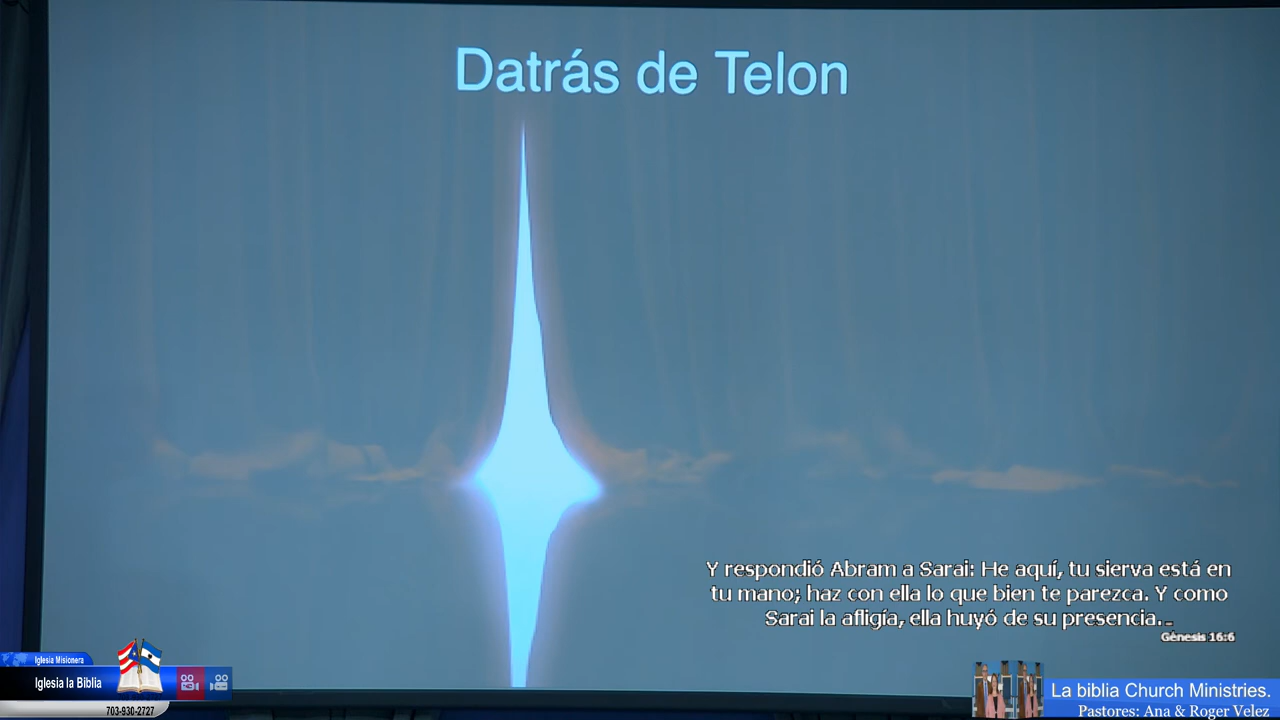 Datrás de Telon
Y respondió Abram a Sarai: He aquí, tu sierva está en
tu mano; haz con ella lo que bien te parezca. Y como
Sarai la afligía, ella huyó de su presencia.
Génesis 16:6
Iglesia Misionera
Iglesia la Biblia
703-930-2727
La biblia Church Ministries.
Pastores: Ana & Roger Velez